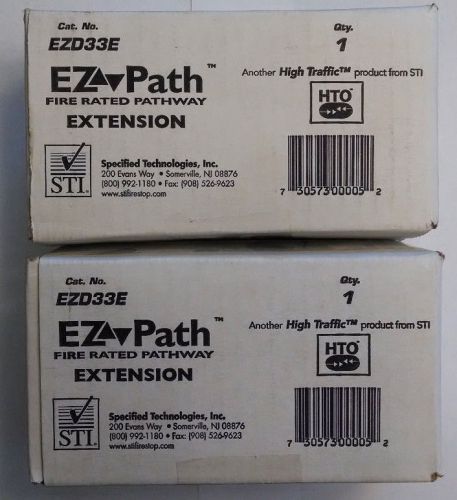 Cat. No.
EZD33E
Qty.
1
EZ Path™
FIRE RATED PATHWAY
EXTENSION
Another High Traffic™ product from STI
HTO
STI®
Specified Technologies, Inc.
200 Evans Way • Somerville, NJ 08876
(800) 992-1180 • Fax: (908) 526-9623
www.stifirestop.com
7 30573 00005 2
Cat. No.
EZD33E
Qty.
1
EZ Path™
FIRE RATED PATHWAY
EXTENSION
Another High Traffic™ product from STI
HTO
STI®
Specified Technologies, Inc.
200 Evans Way • Somerville, NJ 08876
(800) 992-1180 • Fax: (908) 526-9623
www.stifirestop.com
7 30573 00005 2